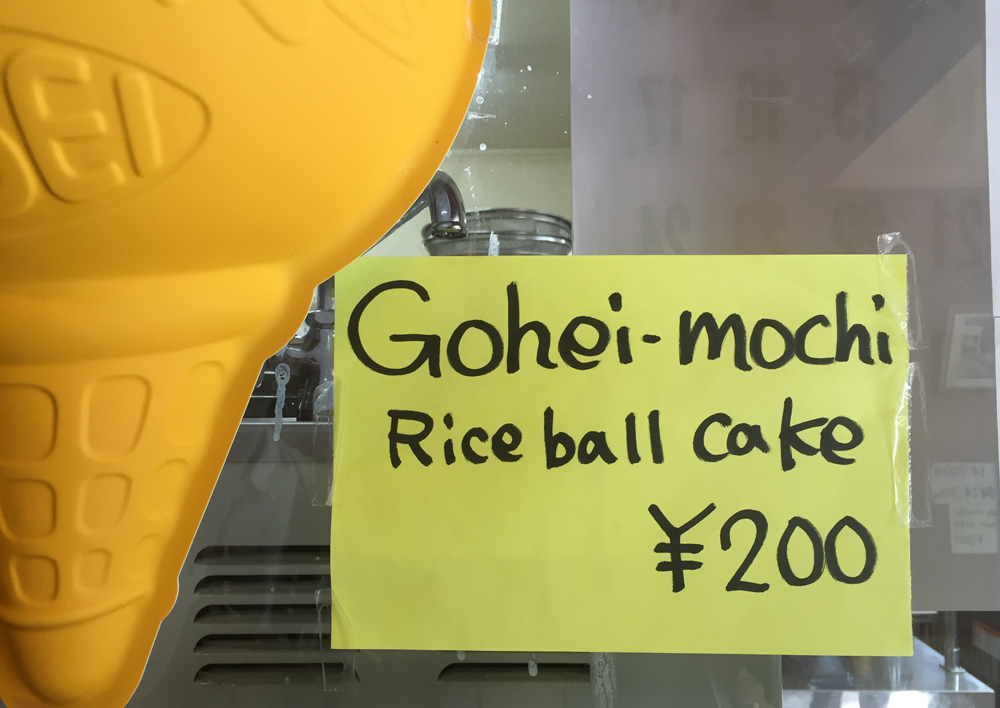 Gohei-mochi
Rice ball cake
¥200